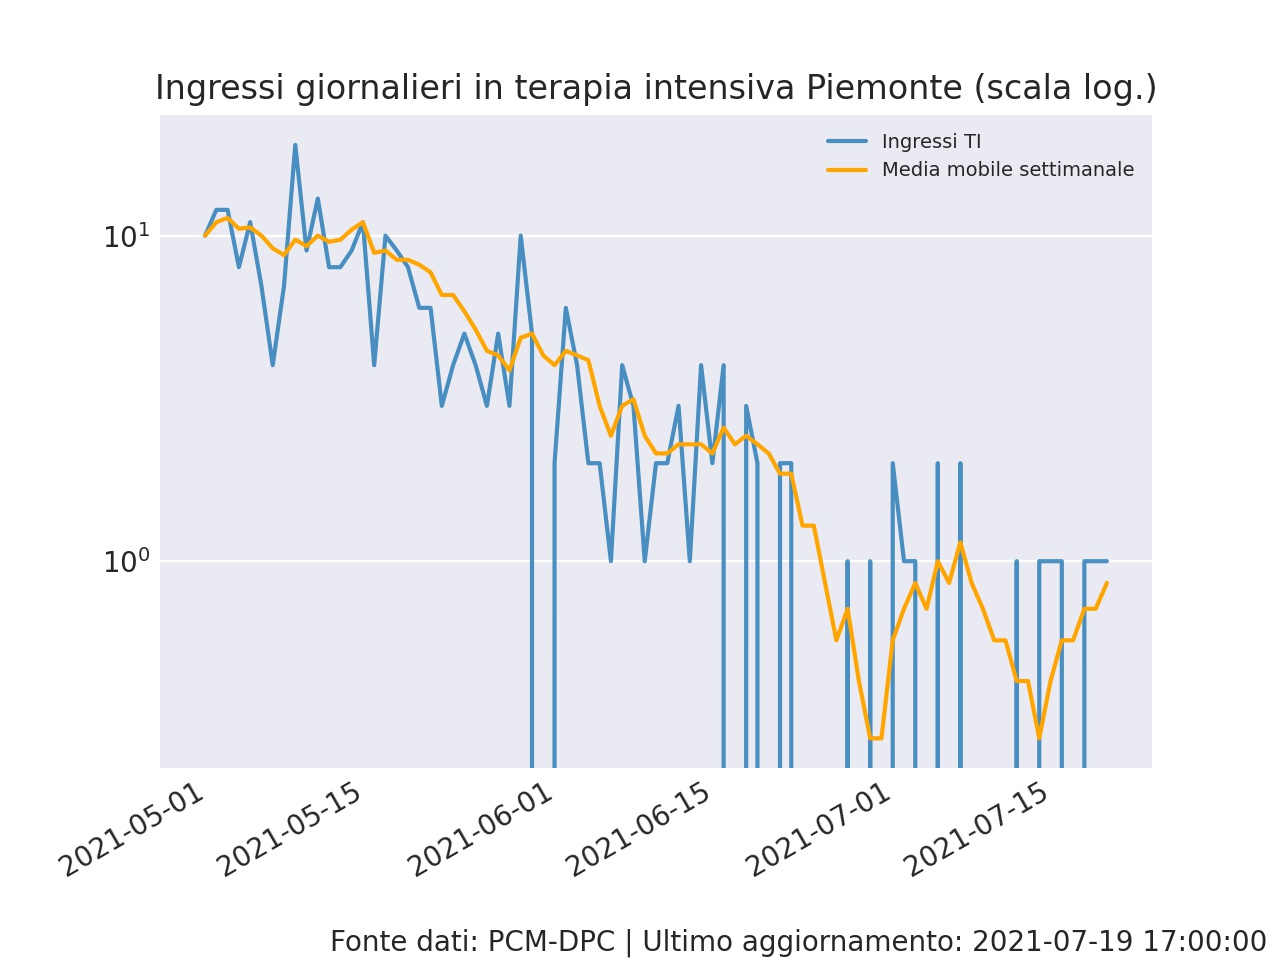 Ingressi giornalieri in terapia intensiva Piemonte (scala log.)
Ingressi TI
Media mobile settimanale
10¹
10⁰
2021-05-01
2021-05-15
2021-06-01
2021-06-15
2021-07-01
2021-07-15
Fonte dati: PCM-DPC | Ultimo aggiornamento: 2021-07-19 17:00:00